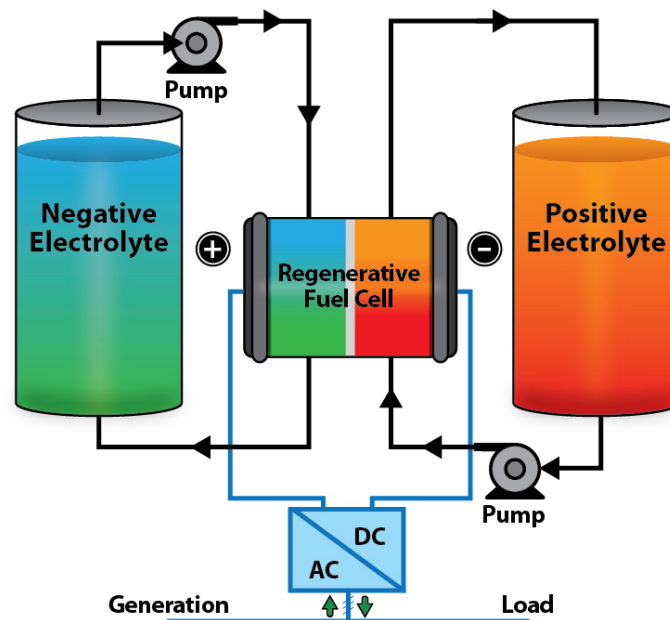 Pump
Negative
Electrolyte
+
Regenerative
Fuel Cell
-
Positive
Electrolyte
Pump
DC
AC
Generation
Load